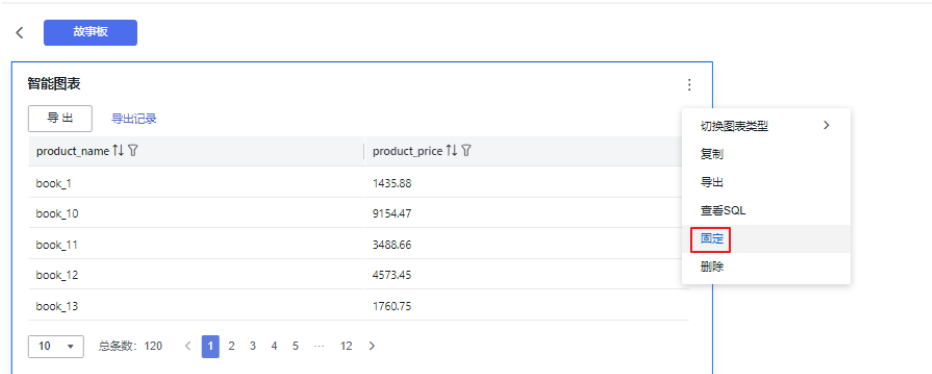 故事板
智能图表
导出 导出记录
product_name product_price
book_1 1435.88
book_10 9154.47
book_11 3488.66
book_12 4573.45
book_13 1760.75
10 总条数: 120 < 1 2 3 4 5 ... 12 >
切换图表类型 >
复制
导出
查看SQL
固定
删除